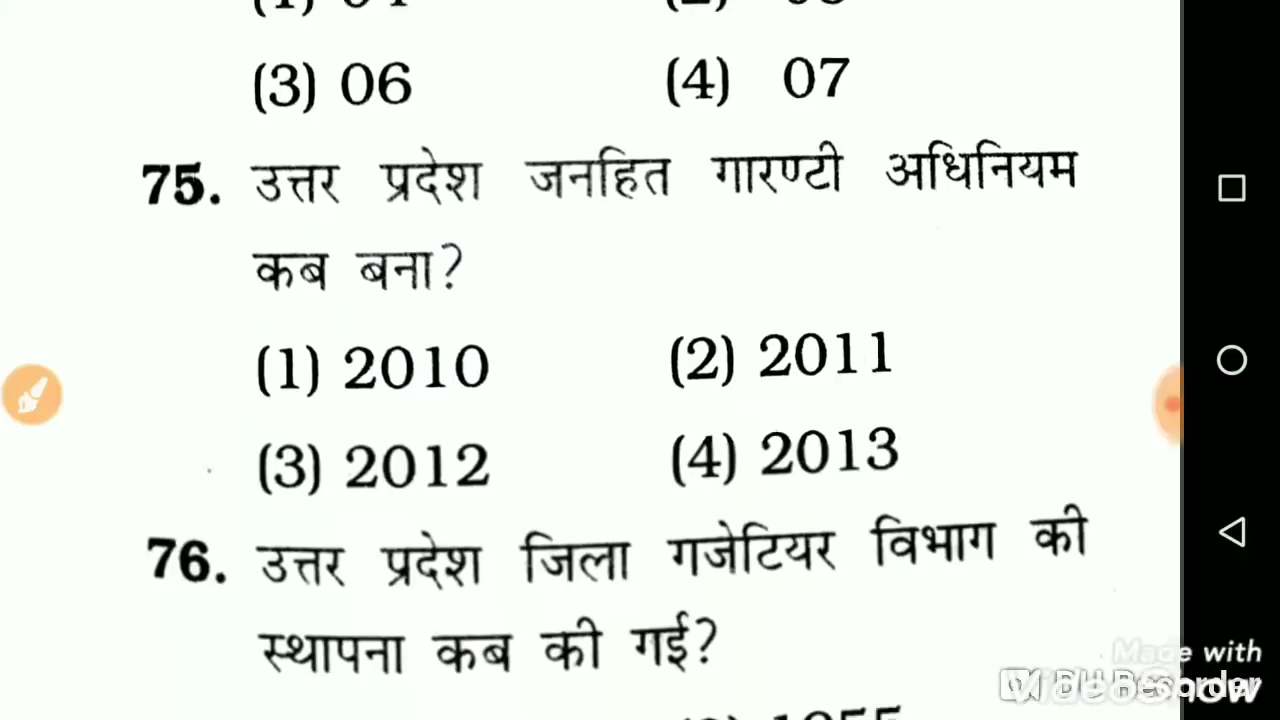 (3) 06 (4) 07
75. उत्तर प्रदेश जनहित गारण्टी अधिनियम
कब बना?
(1) 2010 (2) 2011
(3) 2012 (4) 2013
76. उत्तर प्रदेश जिला गजेटियर विभाग की
स्थापना कब की गई?
Made with